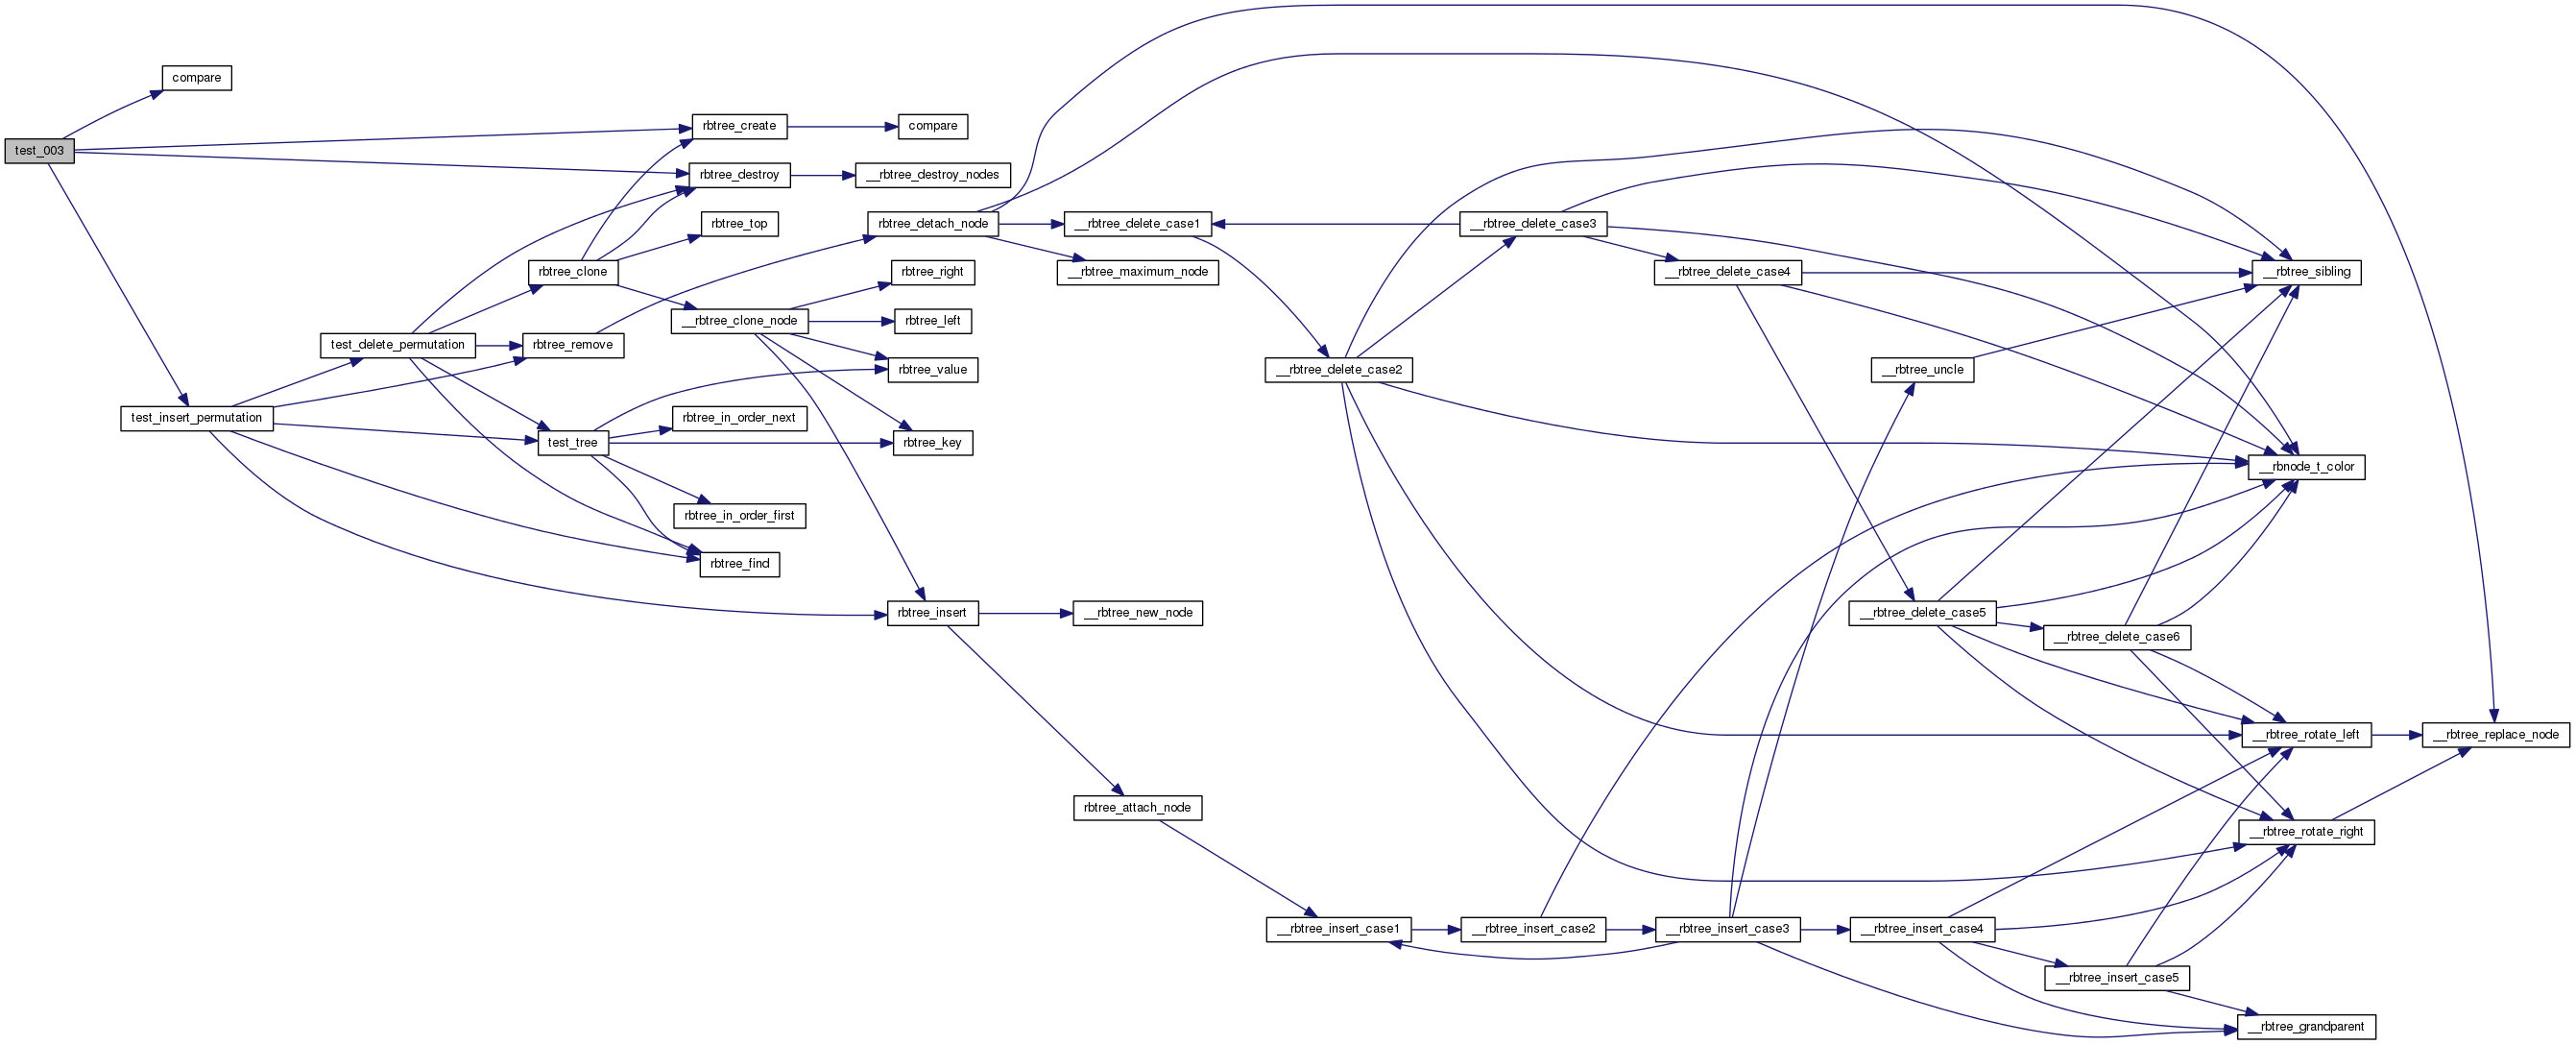 compare
rbtree_create
compare
test_003
rbtree_destroy
__rbtree_destroy_nodes
rbtree_top
rbtree_detach_node
__rbtree_delete_case1
__rbtree_delete_case3
rbtree_clone
rbtree_right
__rbtree_maximum_node
__rbtree_delete_case4
__rbtree_sibling
__rbtree_clone_node
rbtree_left
test_delete_permutation
rbtree_remove
rbtree_value
__rbtree_delete_case2
__rbtree_uncle
test_insert_permutation
rbtree_in_order_next
test_tree
rbtree_key
__rbnode_t_color
rbtree_in_order_first
rbtree_find
rbtree_insert
__rbtree_new_node
__rbtree_delete_case5
__rbtree_delete_case6
__rbtree_rotate_left
__rbtree_replace_node
rbtree_attach_node
__rbtree_rotate_right
__rbtree_insert_case1
__rbtree_insert_case2
__rbtree_insert_case3
__rbtree_insert_case4
__rbtree_insert_case5
__rbtree_grandparent